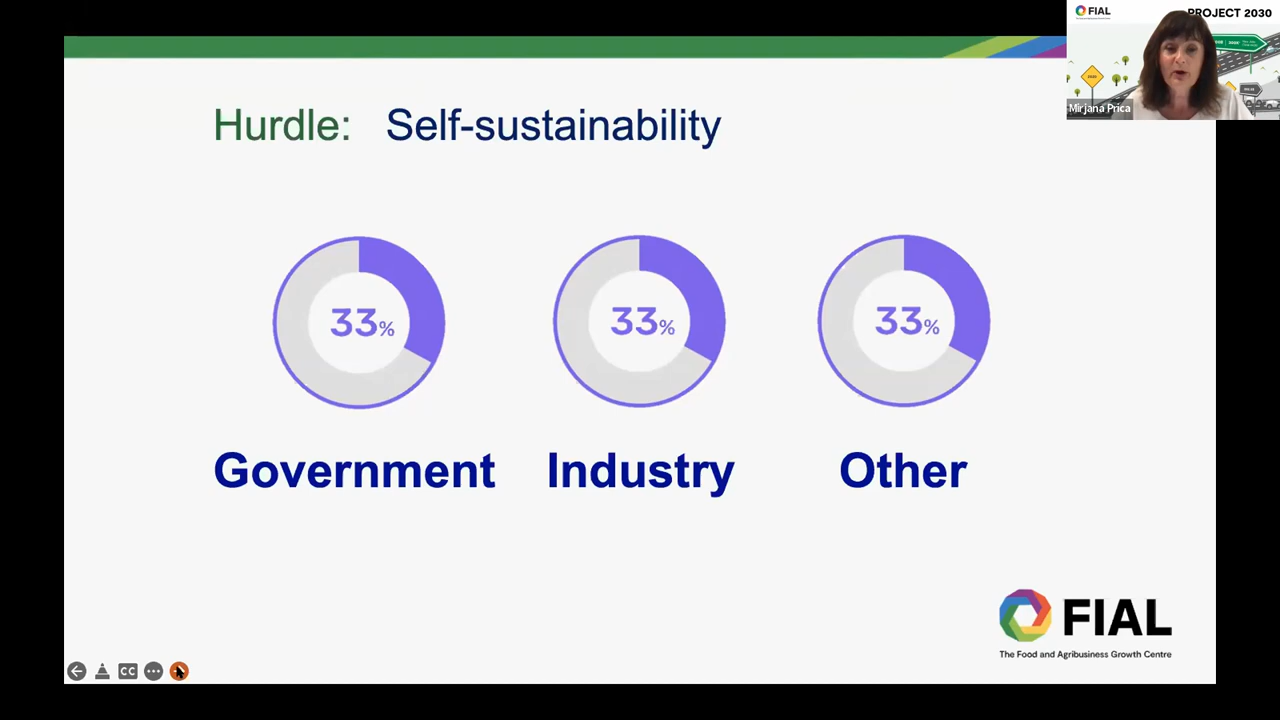 FIAL
PROJECT 2030
Mirjana Prica
Hurdle: Self-sustainability
33% 33% 33%
Government Industry Other
FIAL
The Food and Agribusiness Growth Centre
CC